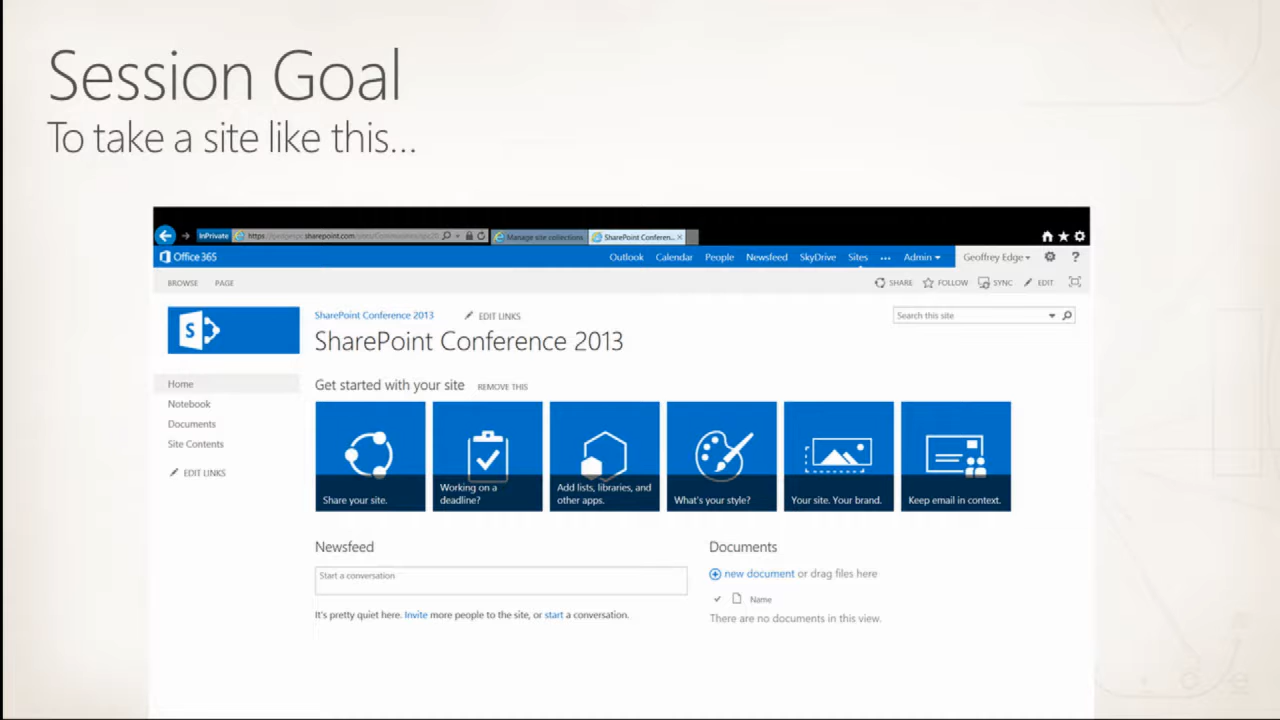 Session Goal
To take a site like this...
InPrivate
Manage site collections
SharePoint Conferen...
Office 365
Outlook Calendar People Newsfeed SkyDrive Sites ... Admin Geoffrey Edge ?
BROWSE PAGE
SHARE FOLLOW SYNC EDIT
S
SharePoint Conference 2013 EDIT LINKS
Search this site
SharePoint Conference 2013
Home
Notebook
Documents
Site Contents
EDIT LINKS
Get started with your site REMOVE THIS
Share your site.
Working on a
deadline?
Add lists, libraries, and
other apps.
What's your style?
Your site. Your brand.
Keep email in context.
Newsfeed
Start a conversation
It's pretty quiet here. Invite more people to the site, or start a conversation.
Documents
new document or drag files here
Name
There are no documents in this view.